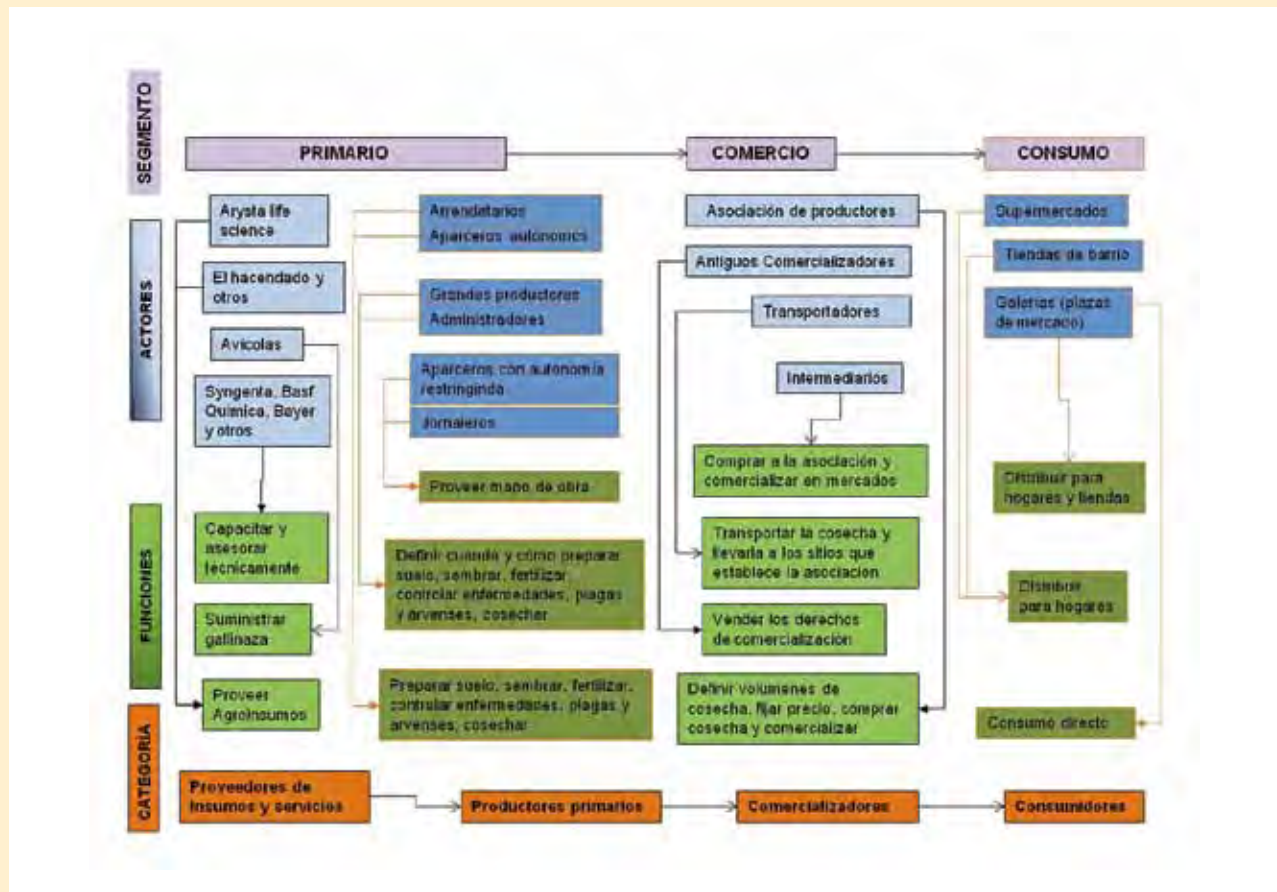 SEGMENTO
PRIMARIO
COMERCIO
CONSUMO
ACTORES
Arysta life
science
El hacendado y
otros
Avícolas
Syngenta, Basf
Química, Bayer
y otros
Arrendatarios
Aparceros autónomos
Grandes productores
Administradores
Aparceros con autonomía
restringinda
Jornaleros
Asociación de productores
Antiguos Comercializadores
Transportadores
Intermediarios
Supermercados
Tiendas de barrio
Galerías (plazas
de mercado)
FUNCIONES
Capacitar y
asesorar
técnicamente
Suministrar
gallinaza
Proveer
Agroinsumos
Proveer mano de obra
Definir cuándo y cómo preparar
suelo, sembrar, fertilizar,
controlar enfermedades, plagas
y arvenses, cosechar
Preparar suelo, sembrar, fertilizar,
controlar enfermedades, plagas y
arvenses, cosechar
Comprar a la asociación y
comercializar en mercados
Transportar la cosecha y
llevarla a los sitios que
establece la asociación
Vender los derechos
de comercialización
Definir volúmenes de
cosecha, fijar precio, comprar
cosecha y comercializar
Distribuir para
hogares y tiendas
Distribuir
para hogares
Consumo directo
CATEGORÍA
Proveedores de
Insumos y servicios
Productores primarios
Comercializadores
Consumidores